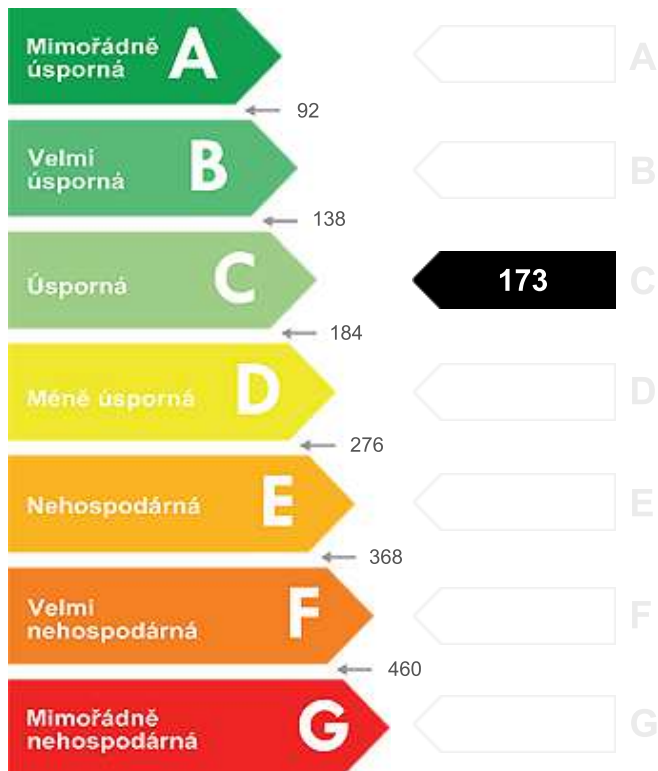 Mimořádně
úsporná
A
A
92
Velmi
úsporná
B
B
138
Úsporná
C
173
C
184
Méně úsporná
D
D
276
Nehospodárná
E
E
368
Velmi
nehospodárná
F
F
460
Mimořádně
nehospodárná
G
G